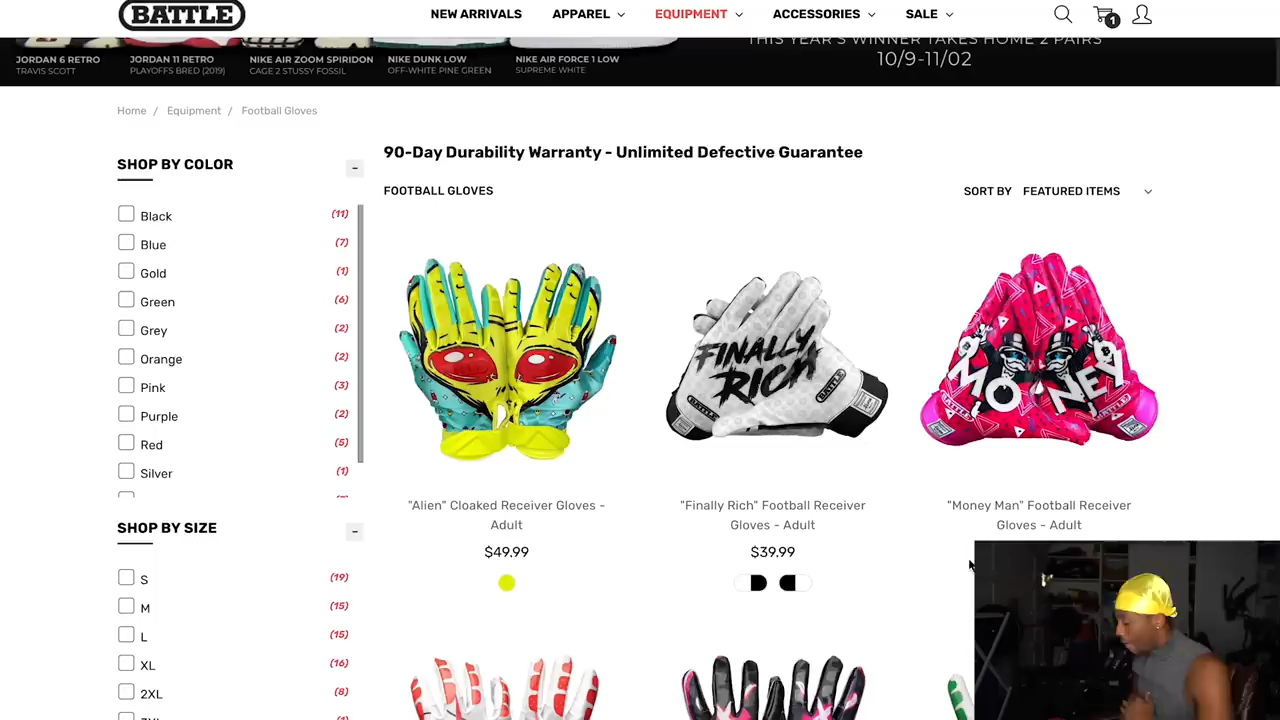 BATTLE
NEW ARRIVALS
APPAREL
EQUIPMENT
ACCESSORIES
SALE
1
JORDAN 6 RETRO
TRAVIS SCOTT
JORDAN 11 RETRO
PLAYOFFS BRED (2019)
NIKE AIR ZOOM SPIRIDON
CAGE 2 STUSSY FOSSIL
NIKE DUNK LOW
OFF-WHITE PINE GREEN
NIKE AIR FORCE 1 LOW
SUPREME WHITE
THIS YEAR'S WINNER TAKES HOME 2 PAIRS
10/9-11/02
Home / Equipment / Football Gloves
SHOP BY COLOR
-
Black (11)
Blue (7)
Gold (1)
Green (6)
Grey (2)
Orange (2)
Pink (3)
Purple (2)
Red (5)
Silver (1)
SHOP BY SIZE
-
S (19)
M (15)
L (15)
XL (16)
2XL (8)
90-Day Durability Warranty - Unlimited Defective Guarantee
FOOTBALL GLOVES
SORT BY FEATURED ITEMS
FINALLY
RICH
BATTLE
BATTLE
MONEY
BATTLE
BATTLE
"Alien" Cloaked Receiver Gloves -
Adult
$49.99
"Finally Rich" Football Receiver
Gloves - Adult
$39.99
"Money Man" Football Receiver
Gloves - Adult